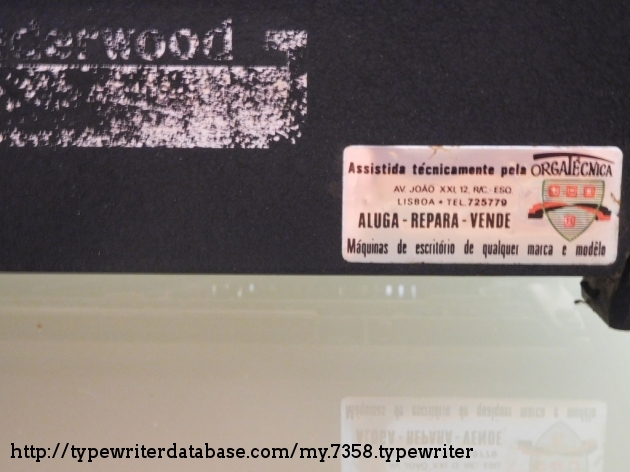 derwood
Assistida técnicamente pela ORGATÉCNICA
AV. JOÃO XXI, 12, R/C.-ESQ.
LISBOA • TEL. 725779
ALUGA - REPARA - VENDE
Máquinas de escritório de qualquer marca e modêlo
http://typewriterdatabase.com/my.7358.typewriter